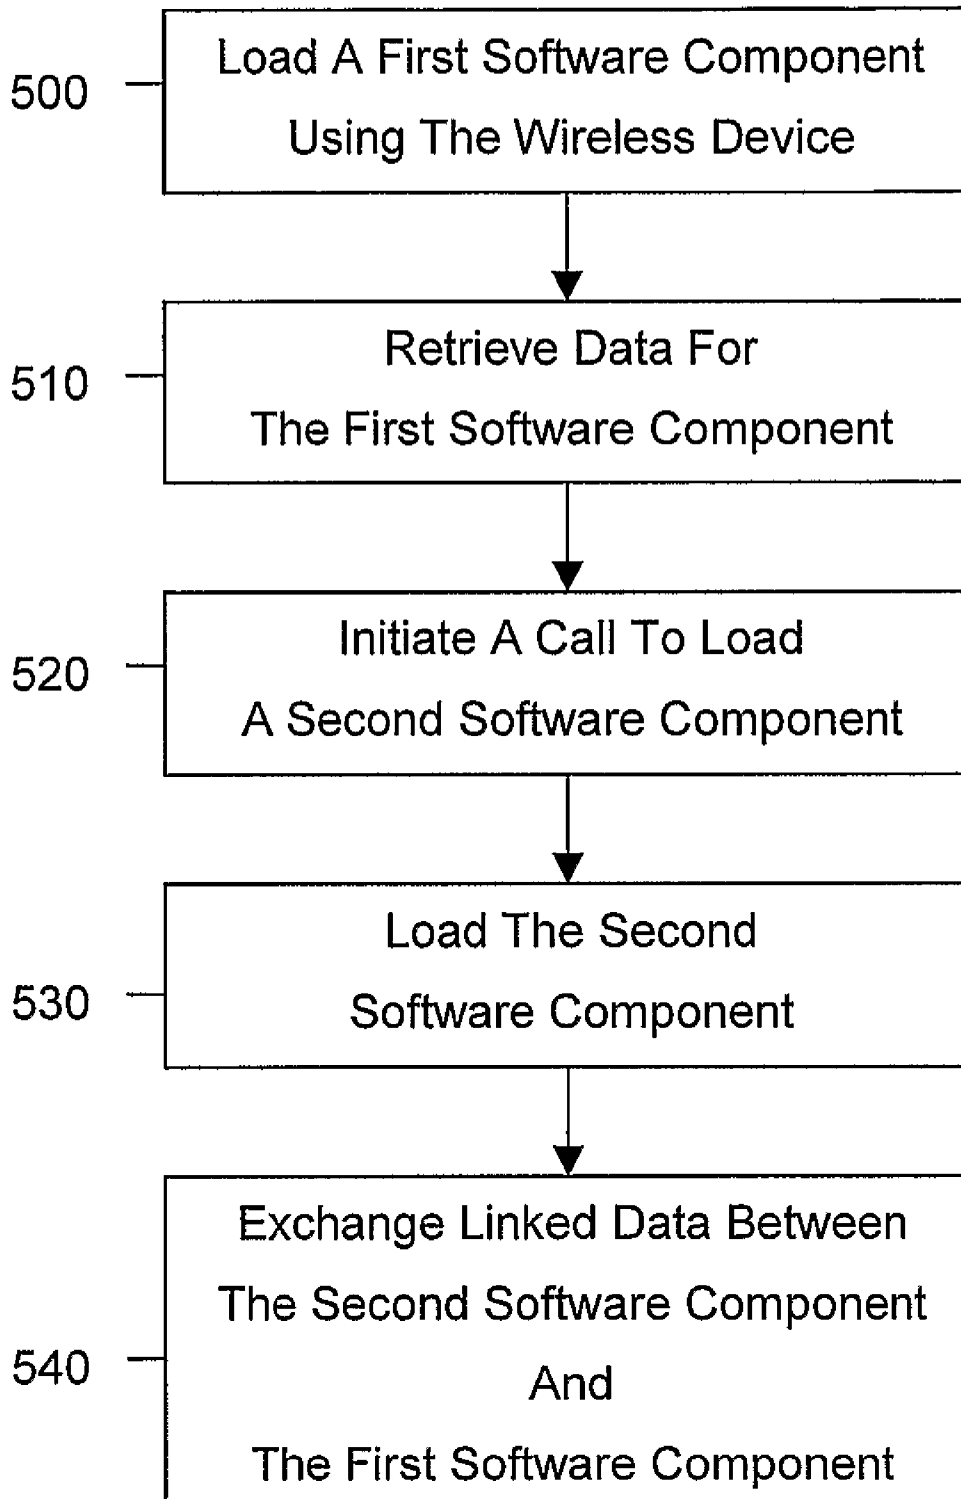 500
Load A First Software Component
Using The Wireless Device
510
Retrieve Data For
The First Software Component
520
Initiate A Call To Load
A Second Software Component
530
Load The Second
Software Component
540
Exchange Linked Data Between
The Second Software Component
And
The First Software Component